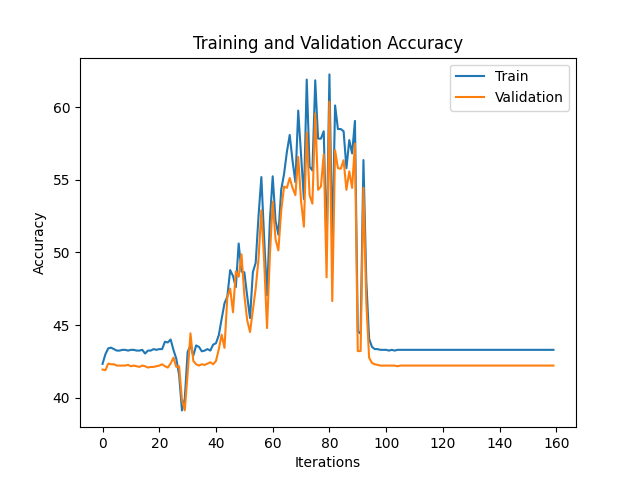 Training and Validation Accuracy
Train
Validation
60
55
50
45
40
Accuracy
0 20 40 60 80 100 120 140 160
Iterations